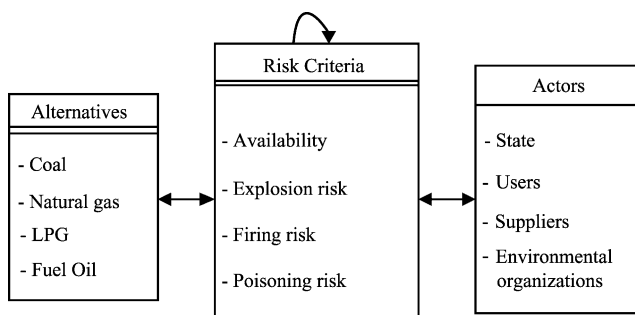 Alternatives
- Coal
- Natural gas
- LPG
- Fuel Oil
Risk Criteria
- Availability
- Explosion risk
- Firing risk
- Poisoning risk
Actors
- State
- Users
- Suppliers
- Environmental
organizations